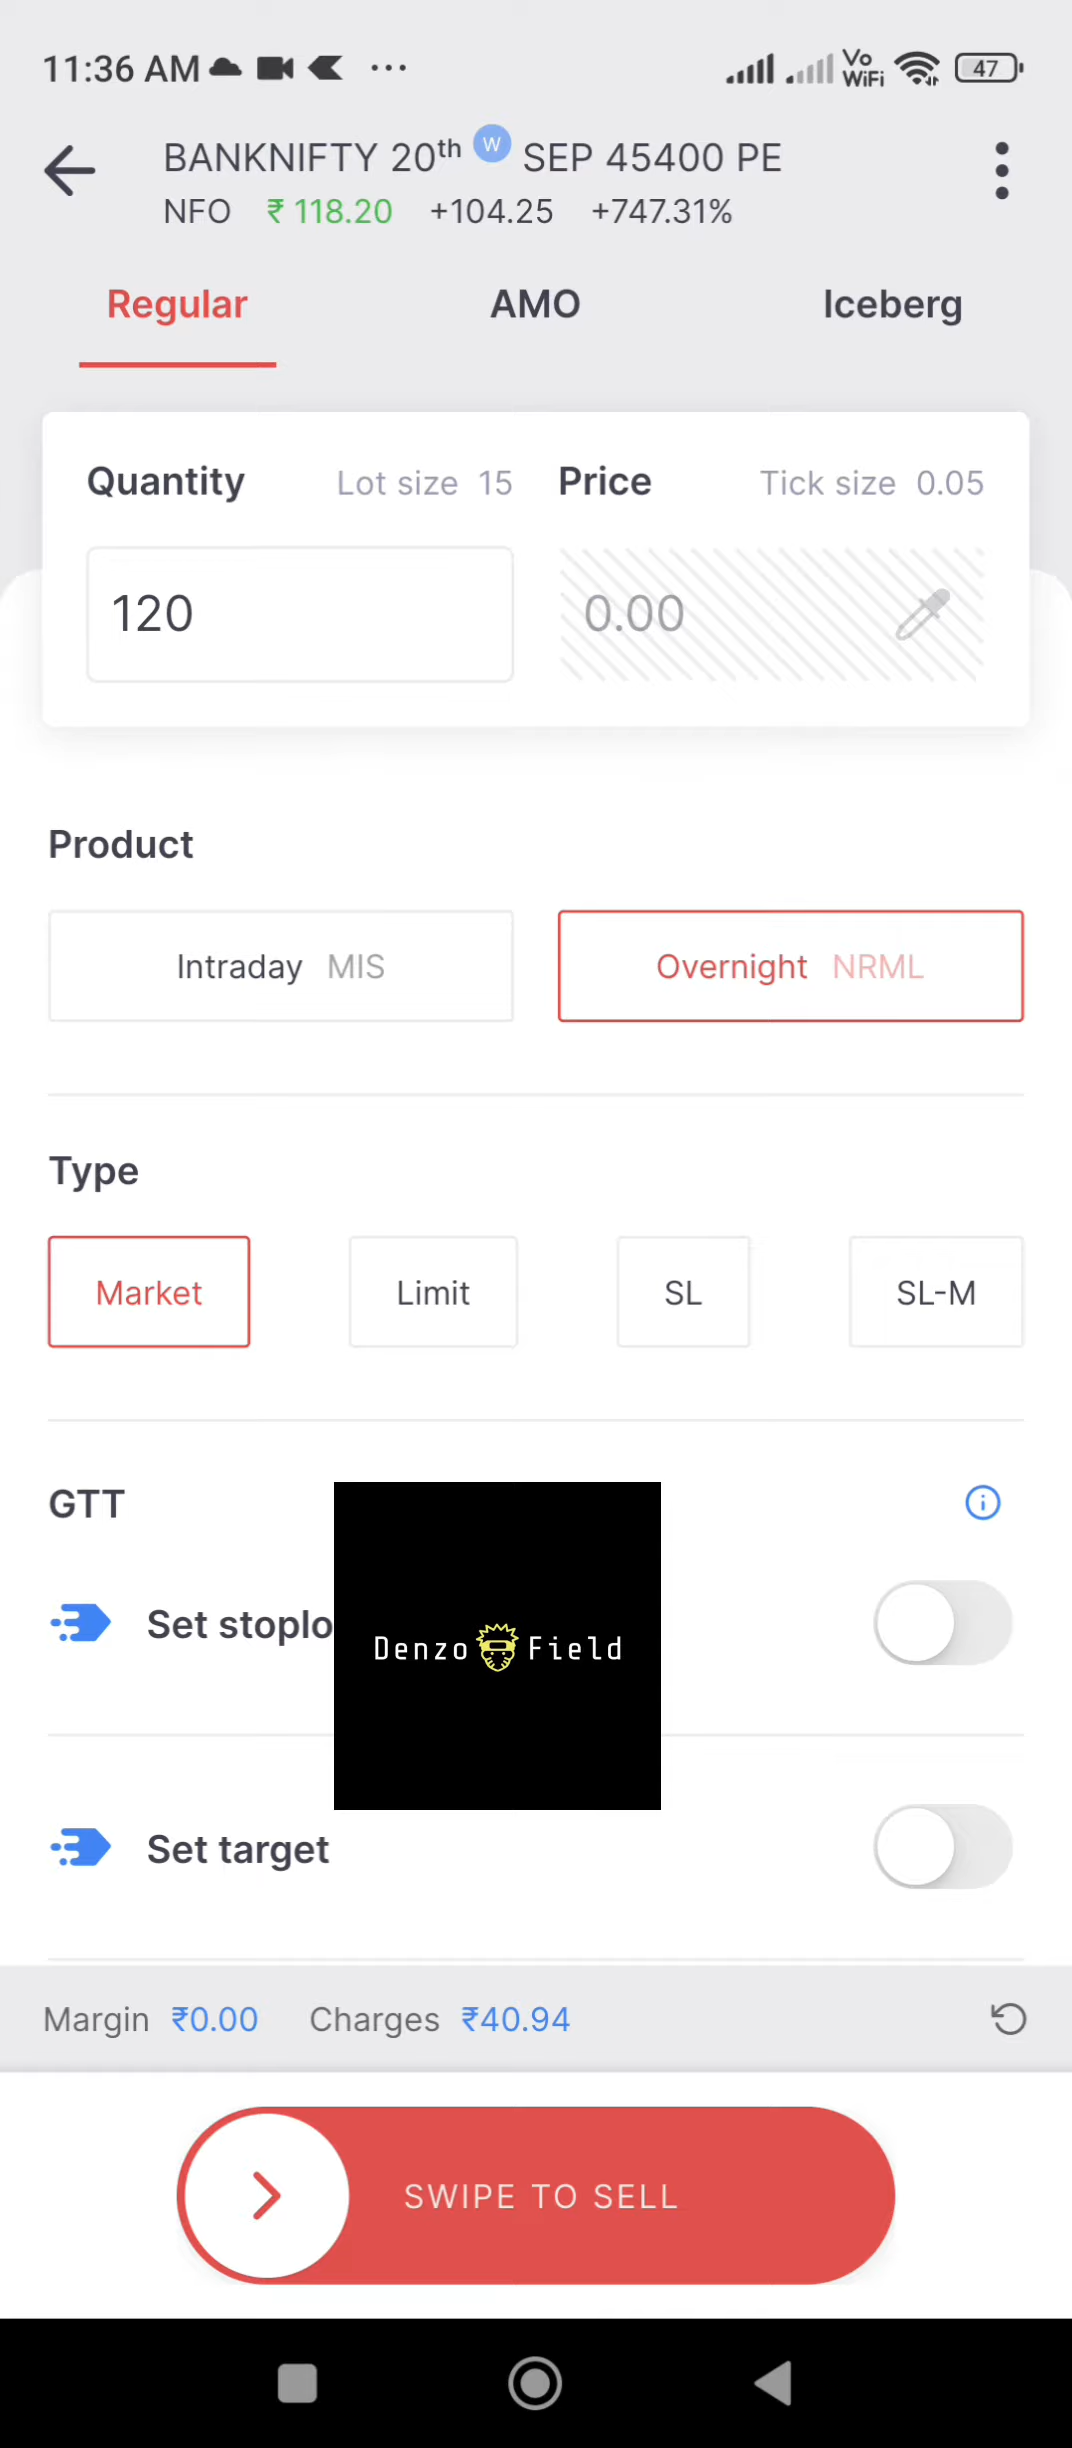 11:36 AM ... Vo WiFi 47
BANKNIFTY 20th W SEP 45400 PE
NFO ₹ 118.20 +104.25 +747.31%
Regular AMO Iceberg
Quantity Lot size 15 Price Tick size 0.05
120 0.00
Product
Intraday MIS Overnight NRML
Type
Market Limit SL SL-M
GTT
Set stoplo
Denzo Field
Set target
Margin ₹0.00 Charges ₹40.94
SWIPE TO SELL